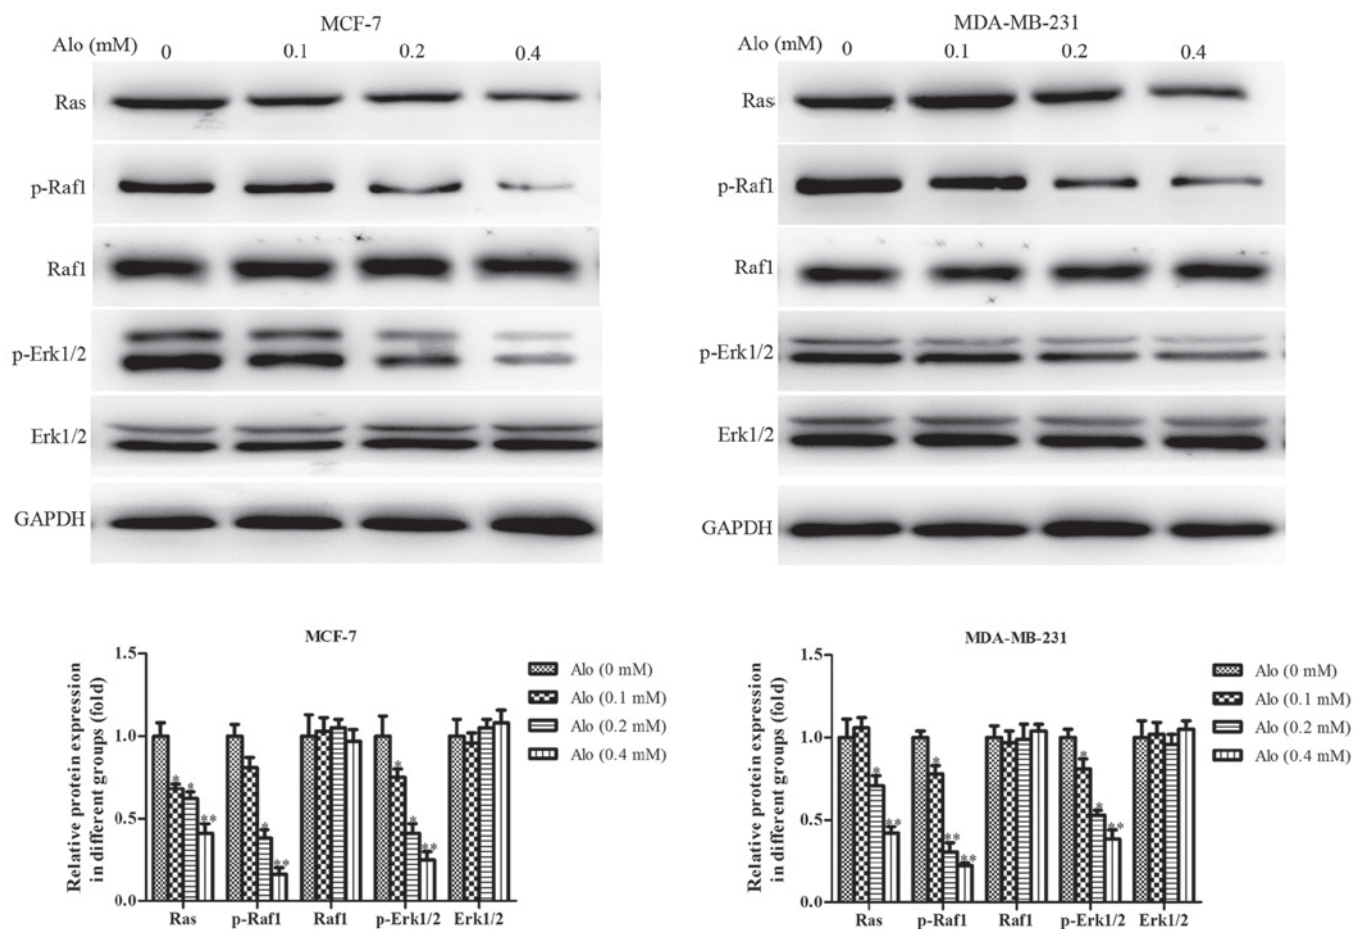 MCF-7
Alo (mM) 0 0.1 0.2 0.4
Ras
p-Raf1
Raf1
p-Erk1/2
Erk1/2
GAPDH
MDA-MB-231
Alo (mM) 0 0.1 0.2 0.4
Ras
p-Raf1
Raf1
p-Erk1/2
Erk1/2
GAPDH
MCF-7
Relative protein expression
in different groups (fold)
1.5
1.0
0.5
0.0
* * **
* **
* * **
Ras p-Raf1 Raf1 p-Erk1/2 Erk1/2
Alo (0 mM)
Alo (0.1 mM)
Alo (0.2 mM)
Alo (0.4 mM)
MDA-MB-231
Relative protein expression
in different groups (fold)
1.5
1.0
0.5
0.0
* **
* ** **
* * **
Ras p-Raf1 Raf1 p-Erk1/2 Erk1/2
Alo (0 mM)
Alo (0.1 mM)
Alo (0.2 mM)
Alo (0.4 mM)